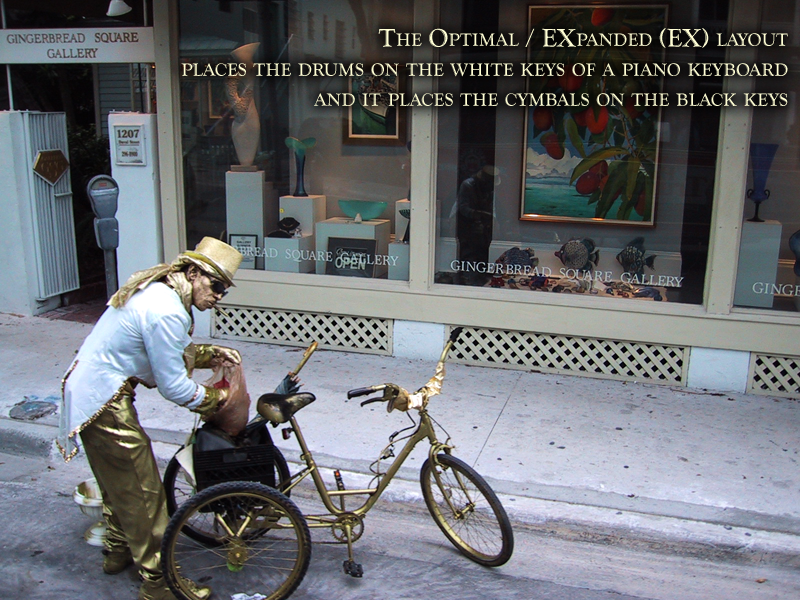 The Optimal / EXpanded (EX) layout
places the drums on the white keys of a piano keyboard
and it places the cymbals on the black keys
GINGERBREAD SQUARE
GALLERY
1207
OPEN
BREAD SQUARE GALLERY
GINGERBREAD SQUARE GALLERY
GING